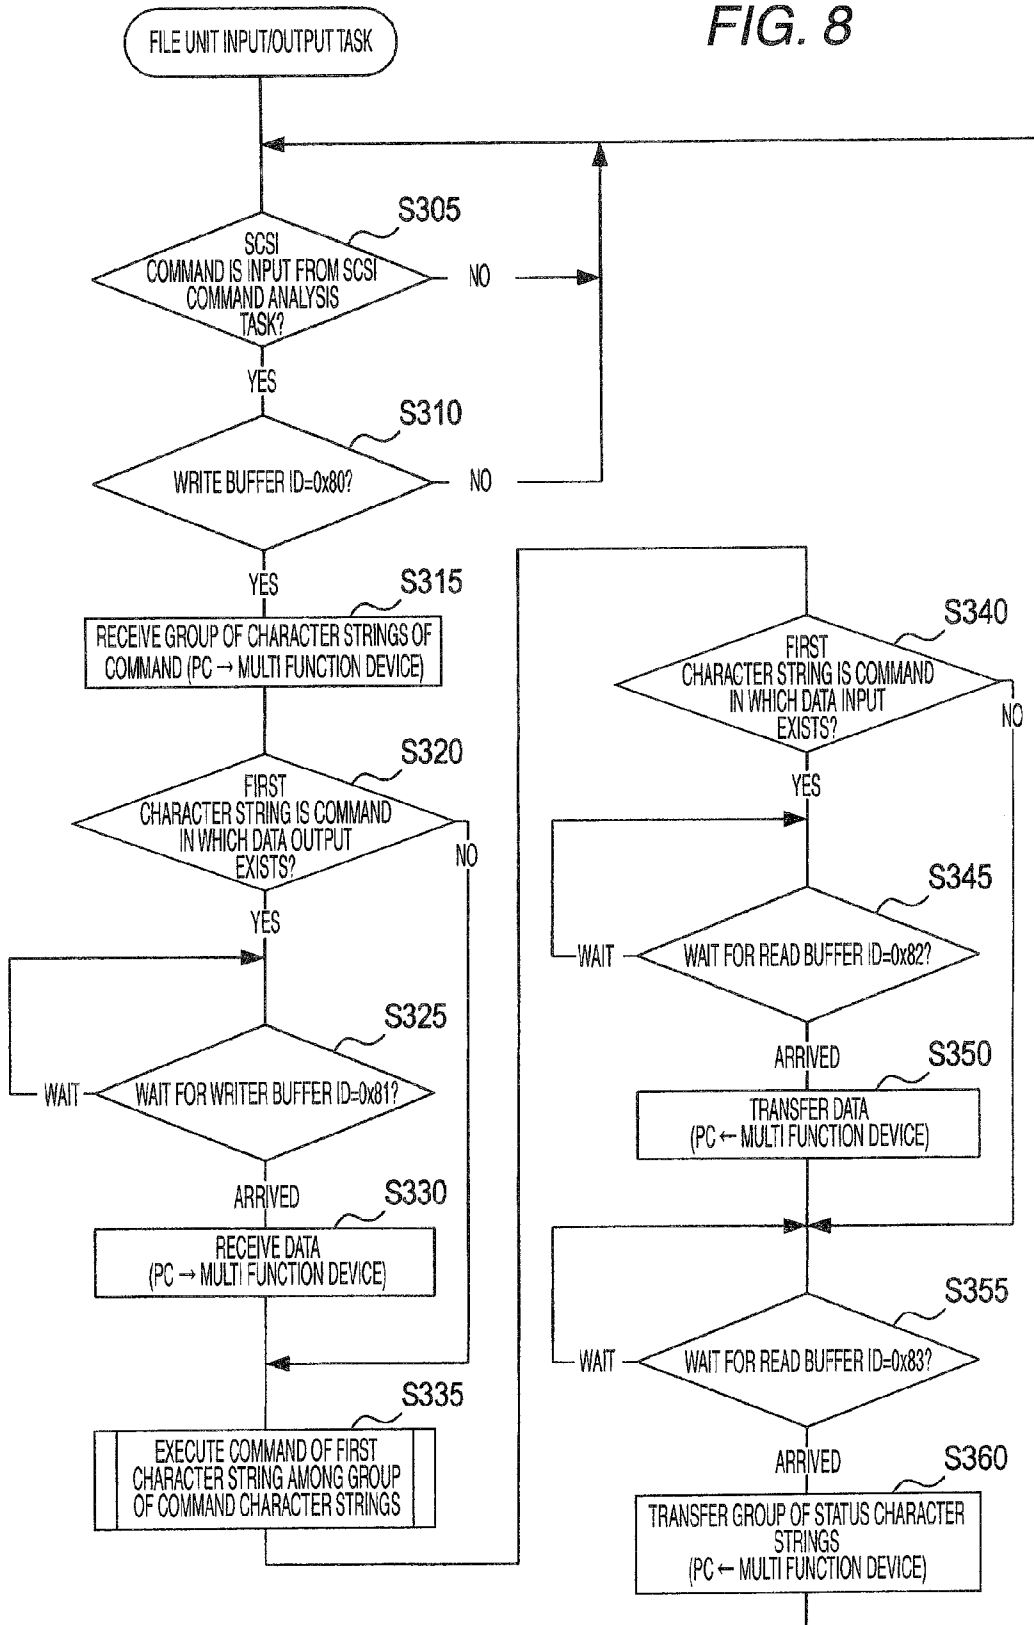 FIG. 8
FILE UNIT INPUT/OUTPUT TASK
S305
SCSI
COMMAND IS INPUT FROM SCSI
COMMAND ANALYSIS
TASK?
NO
YES
S310
WRITE BUFFER ID=0x80?
NO
YES
S315
RECEIVE GROUP OF CHARACTER STRINGS OF
COMMAND (PC → MULTI FUNCTION DEVICE)
S320
FIRST
CHARACTER STRING IS COMMAND
IN WHICH DATA OUTPUT
EXISTS?
NO
YES
S325
WAIT
WAIT FOR WRITER BUFFER ID=0x81?
ARRIVED
S330
RECEIVE DATA
(PC → MULTI FUNCTION DEVICE)
S335
EXECUTE COMMAND OF FIRST
CHARACTER STRING AMONG GROUP
OF COMMAND CHARACTER STRINGS
S340
FIRST
CHARACTER STRING IS COMMAND
IN WHICH DATA INPUT
EXISTS?
NO
YES
S345
WAIT
WAIT FOR READ BUFFER ID=0x82?
ARRIVED
S350
TRANSFER DATA
(PC ← MULTI FUNCTION DEVICE)
S355
WAIT
WAIT FOR READ BUFFER ID=0x83?
ARRIVED
S360
TRANSFER GROUP OF STATUS CHARACTER
STRINGS
(PC ← MULTI FUNCTION DEVICE)